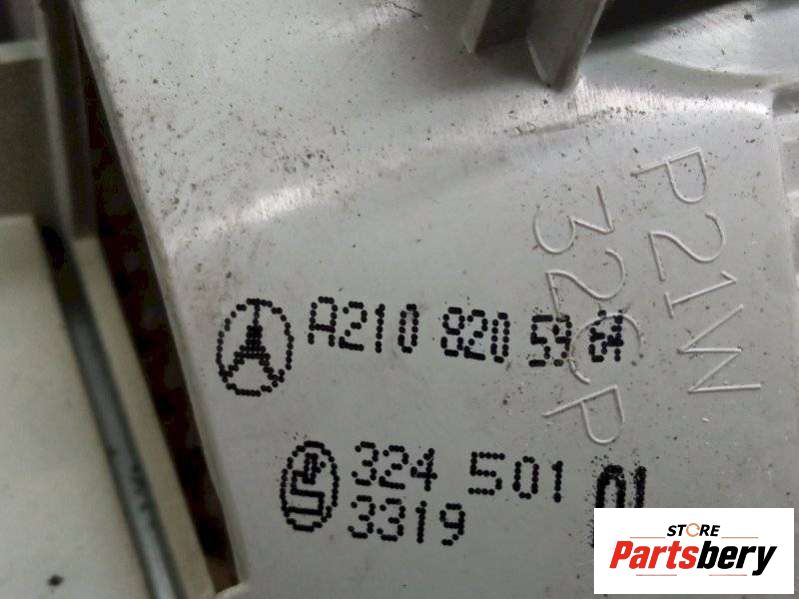 A210 820 59 64
324 501 01
3319
P21W
32CP
STORE
Partsbery